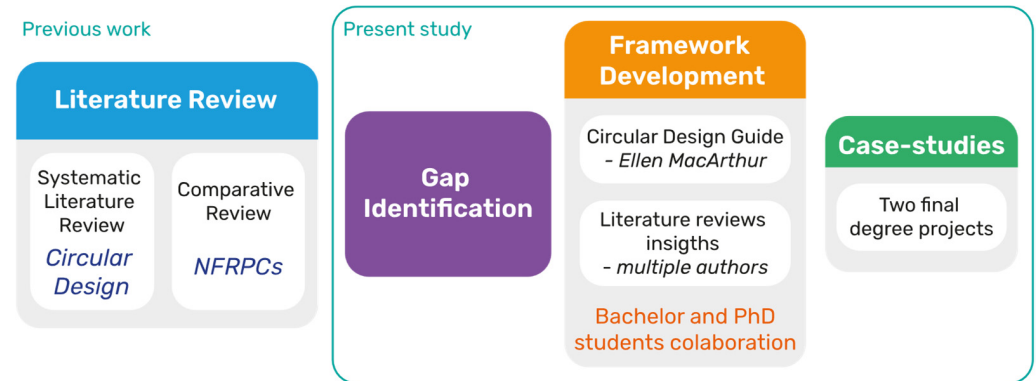 Previous work
Literature Review
Systematic
Literature
Review
Circular
Design
Comparative
Review
NFRPCs
Present study
Gap
Identification
Framework
Development
Circular Design Guide
- Ellen MacArthur
Literature reviews
insigths
- multiple authors
Bachelor and PhD
students colaboration
Case-studies
Two final
degree projects